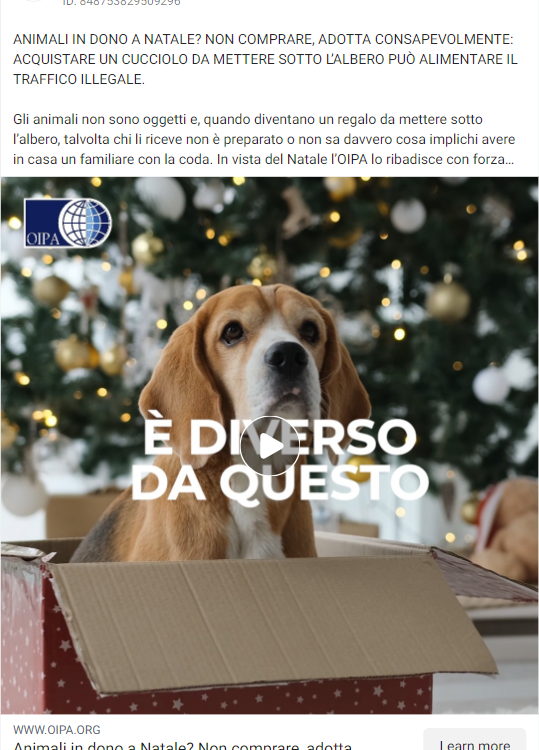 ID: 848753829509296
ANIMALI IN DONO A NATALE? NON COMPRARE, ADOTTA CONSAPEVOLMENTE:
ACQUISTARE UN CUCCIOLO DA METTERE SOTTO L'ALBERO PUÒ ALIMENTARE IL
TRAFFICO ILLEGALE.
Gli animali non sono oggetti e, quando diventano un regalo da mettere sotto
l'albero, talvolta chi li riceve non è preparato o non sa davvero cosa implichi avere
in casa un familiare con la coda. In vista del Natale l'OIPA lo ribadisce con forza...
OIPA
È DIVERSO
DA QUESTO
WWW.OIPA.ORG
Animali in dono a Natale? Non comprare, adotta
Learn more